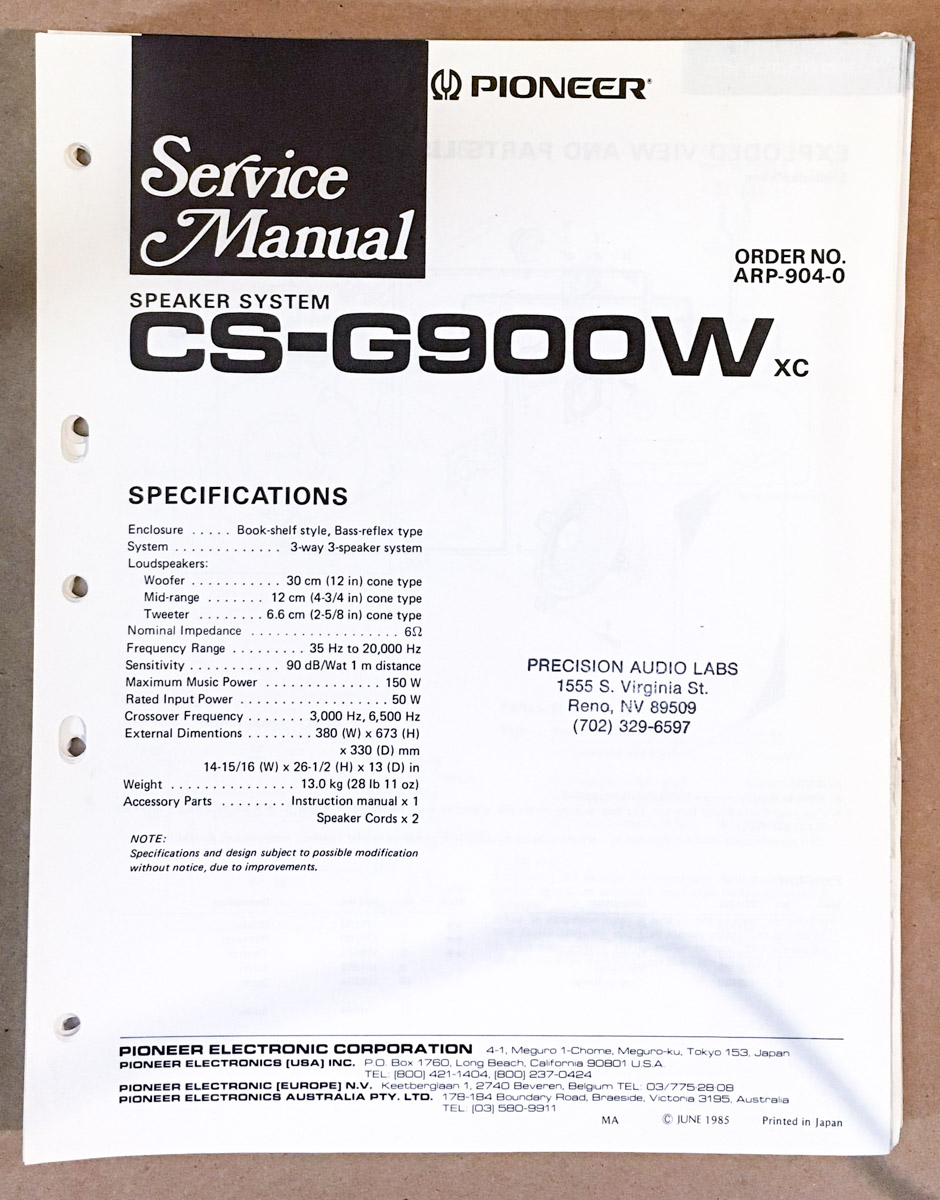 PIONEER®
Service
Manual
ORDER NO.
ARP-904-0
SPEAKER SYSTEM
CS-G900W XC
SPECIFICATIONS
Enclosure ..... Book-shelf style, Bass-reflex type
System ............. 3-way 3-speaker system
Loudspeakers:
Woofer ........... 30 cm (12 in) cone type
Mid-range ....... 12 cm (4-3/4 in) cone type
Tweeter ........ 6.6 cm (2-5/8 in) cone type
Nominal Impedance .................. 6Ω
Frequency Range ......... 35 Hz to 20,000 Hz
Sensitivity ........... 90 dB/Wat 1 m distance
Maximum Music Power .............. 150 W
Rated Input Power .................. 50 W
Crossover Frequency ....... 3,000 Hz, 6,500 Hz
External Dimentions ........ 380 (W) x 673 (H)
x 330 (D) mm
14-15/16 (W) x 26-1/2 (H) x 13 (D) in
Weight ............... 13.0 kg (28 lb 11 oz)
Accessory Parts ........ Instruction manual x 1
Speaker Cords x 2
NOTE:
Specifications and design subject to possible modification
without notice, due to improvements.
PRECISION AUDIO LABS
1555 S. Virginia St.
Reno, NV 89509
(702) 329-6597
PIONEER ELECTRONIC CORPORATION 4-1, Meguro 1-Chome, Meguro-ku, Tokyo 153, Japan
PIONEER ELECTRONICS [USA] INC. P.O. Box 1760, Long Beach, California 90801 U.S.A.
TEL: [800] 421-1404, [800] 237-0424
PIONEER ELECTRONIC [EUROPE] N.V. Keetberglaan 1, 2740 Beveren, Belgium TEL: 03/775·28·08
PIONEER ELECTRONICS AUSTRALIA PTY. LTD. 178-184 Boundary Road, Braeside, Victoria 3195, Australia
TEL: [03] 580-9911
MA © JUNE 1985 Printed in Japan